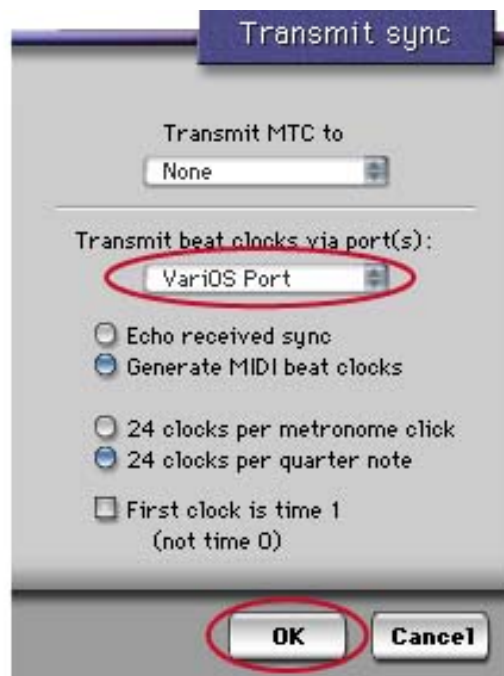 Transmit sync
Transmit MTC to
None
Transmit beat clocks via port(s):
VariOS Port
Echo received sync
Generate MIDI beat clocks
24 clocks per metronome click
24 clocks per quarter note
First clock is time 1
(not time 0)
OK
Cancel